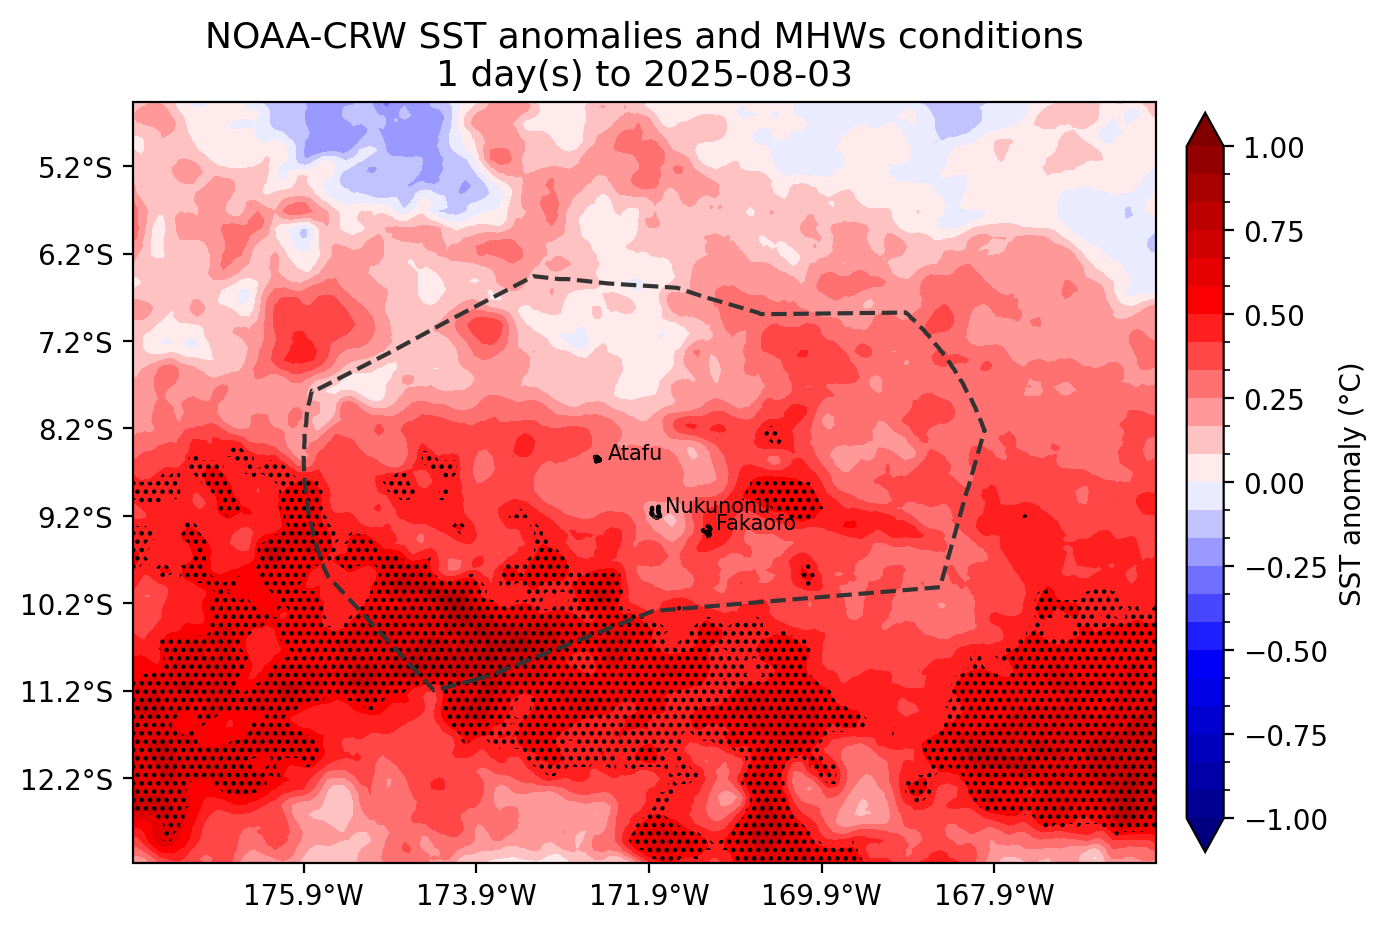 NOAA-CRW SST anomalies and MHWs conditions
1 day(s) to 2025-08-03
5.2°S
6.2°S
7.2°S
8.2°S
9.2°S
10.2°S
11.2°S
12.2°S
Atafu
Nukunonu
Fakaofo
175.9°W
173.9°W
171.9°W
169.9°W
167.9°W
1.00
0.75
0.50
0.25
0.00
−0.25
−0.50
−0.75
−1.00
SST anomaly (°C)